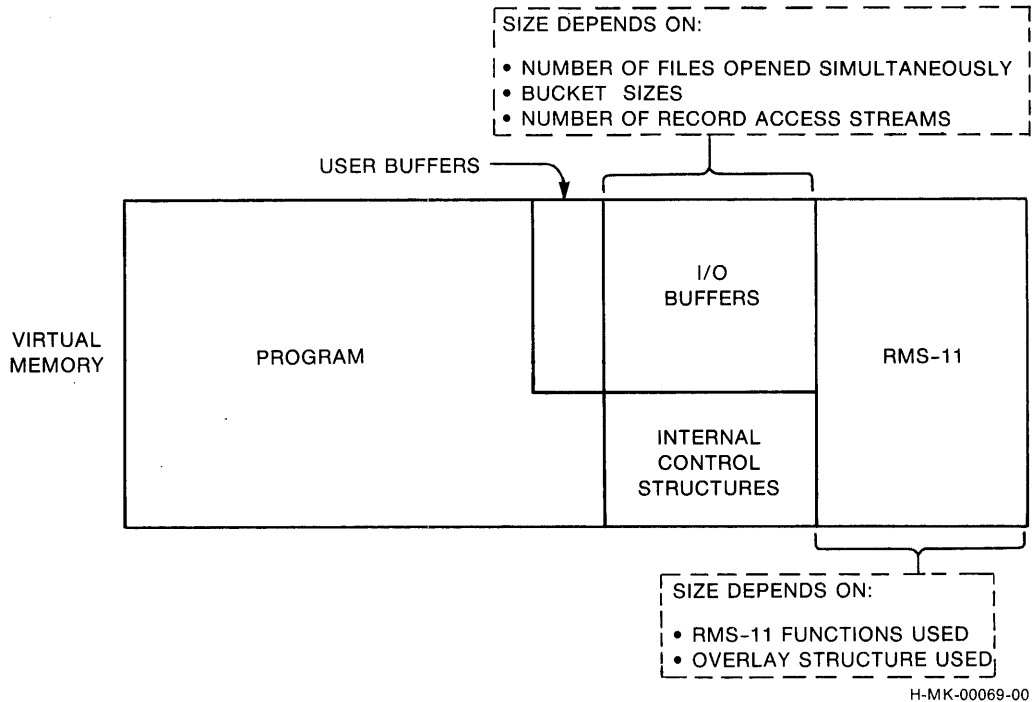 SIZE DEPENDS ON:
• NUMBER OF FILES OPENED SIMULTANEOUSLY
• BUCKET SIZES
• NUMBER OF RECORD ACCESS STREAMS
USER BUFFERS
I/O
BUFFERS
VIRTUAL
MEMORY
PROGRAM
RMS-11
INTERNAL
CONTROL
STRUCTURES
SIZE DEPENDS ON:
• RMS-11 FUNCTIONS USED
• OVERLAY STRUCTURE USED
H-MK-00069-00